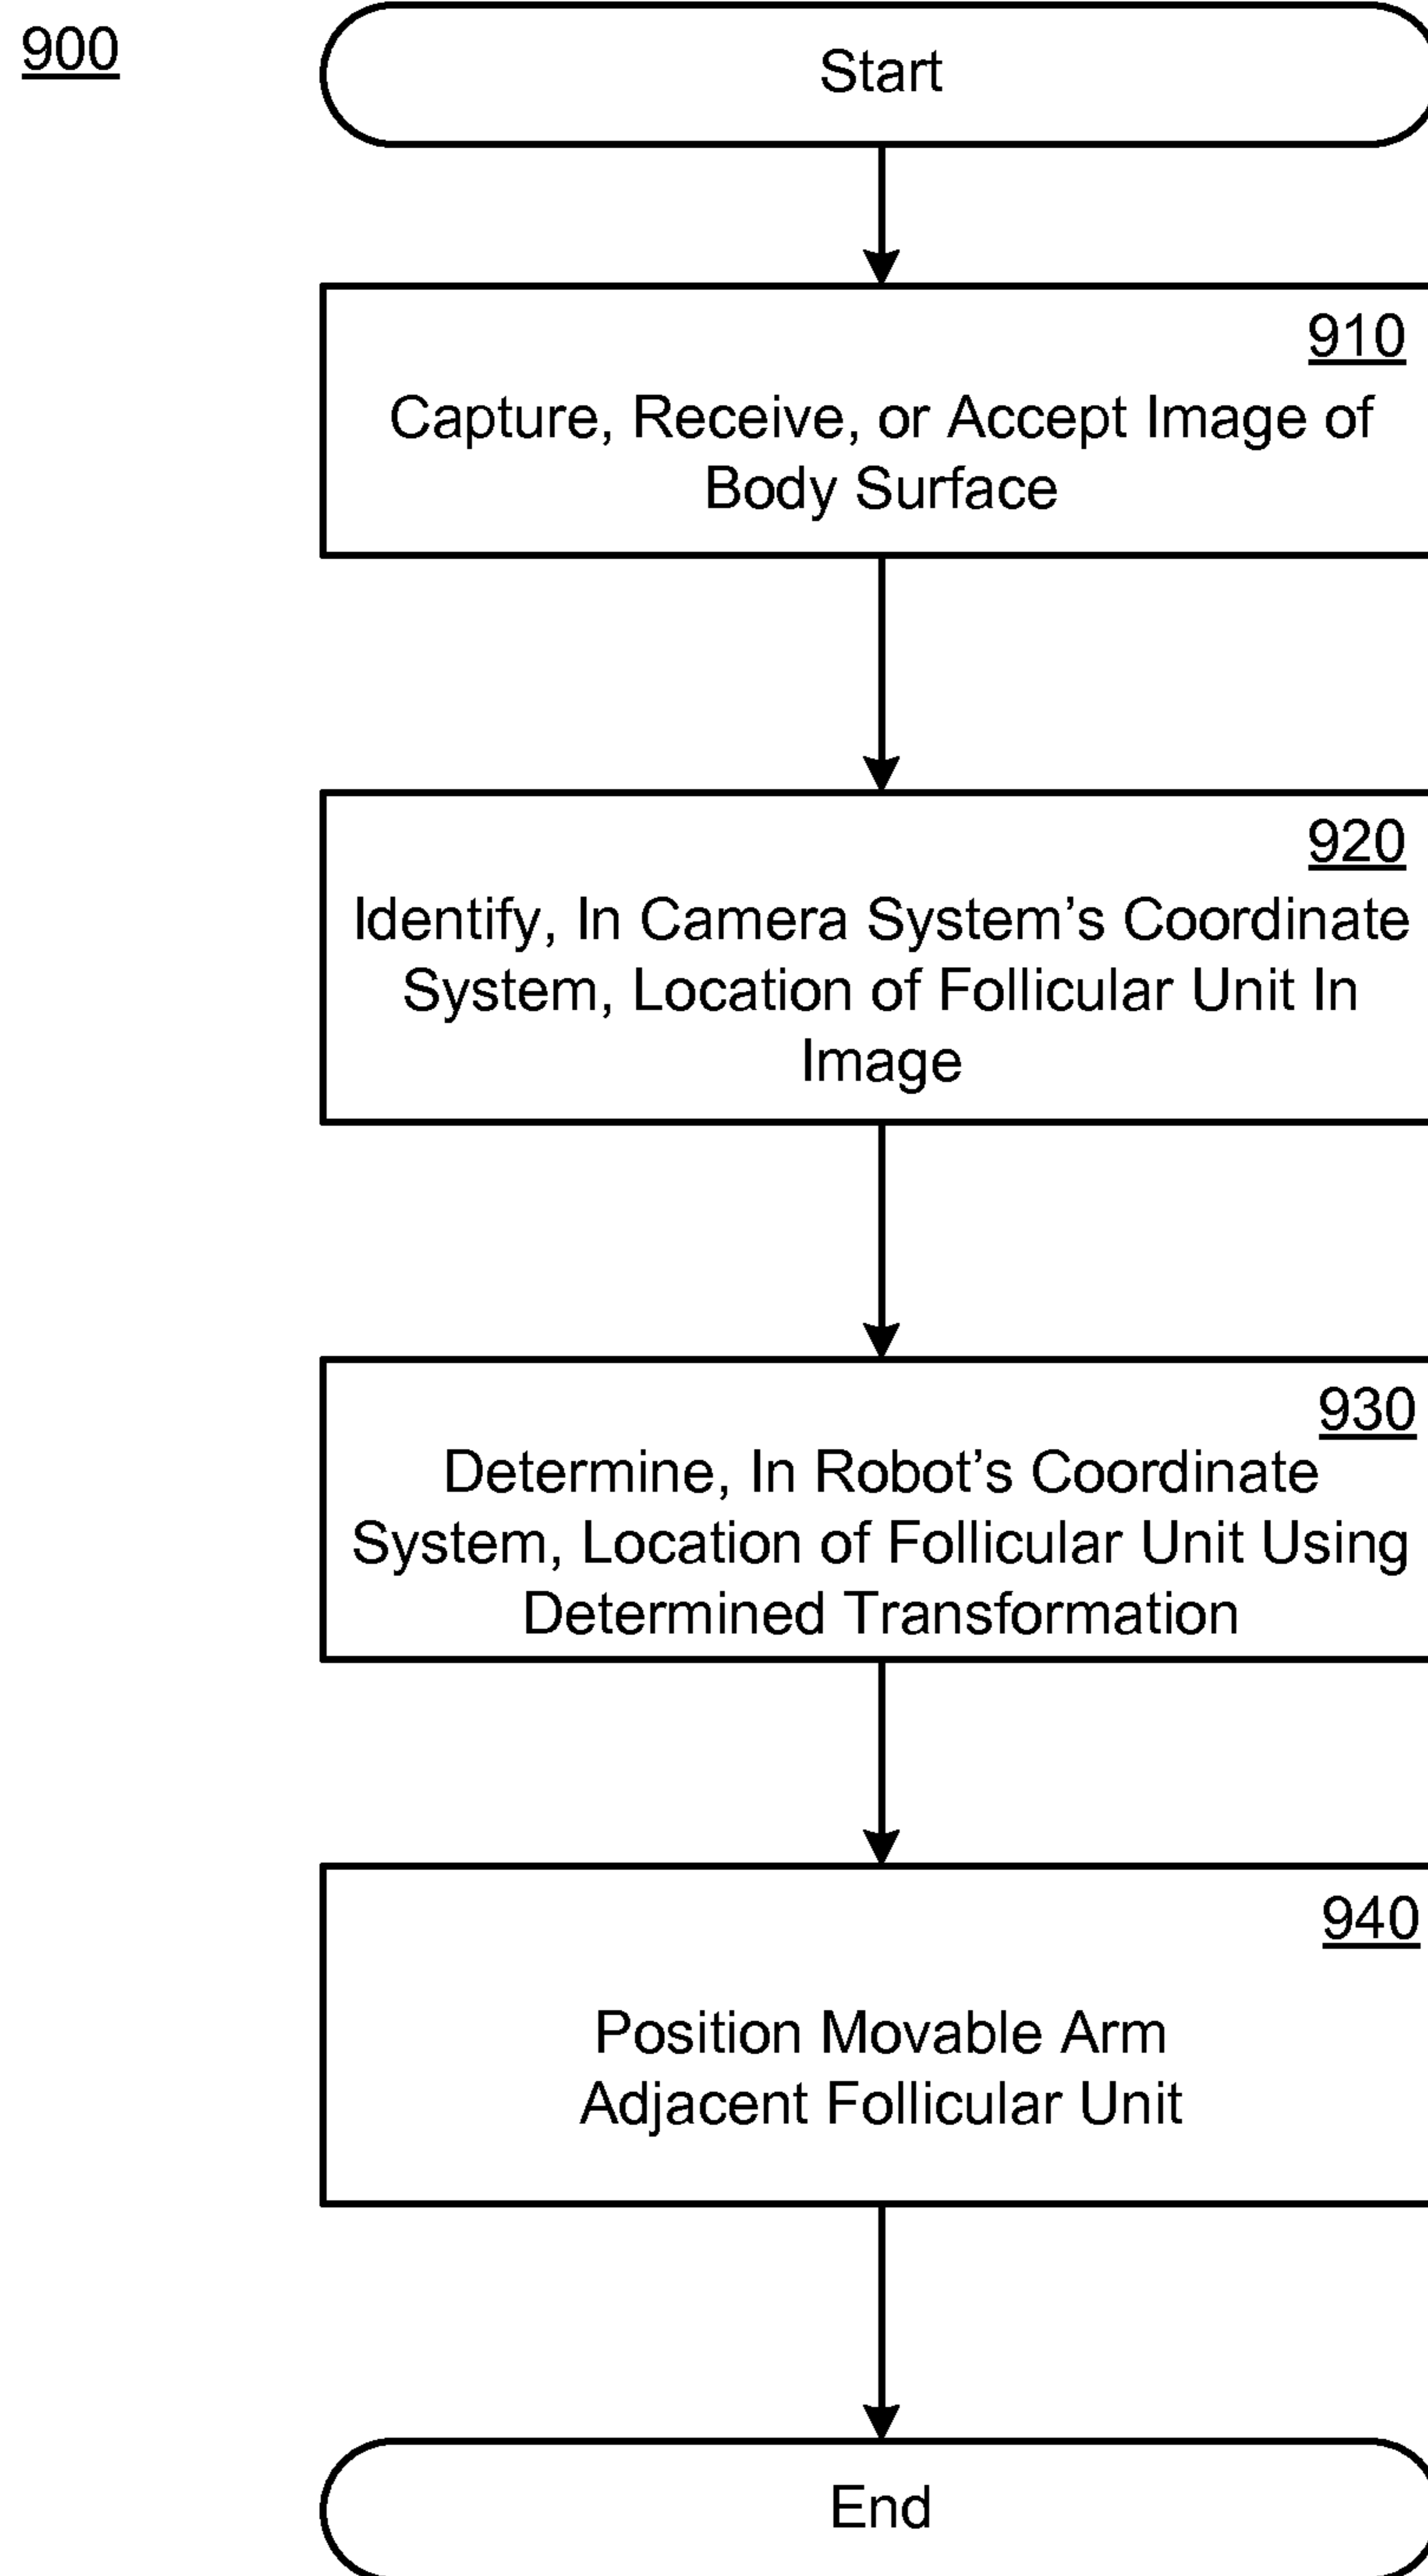 900
Start
910
Capture, Receive, or Accept Image of
Body Surface
920
Identify, In Camera System’s Coordinate
System, Location of Follicular Unit In
Image
930
Determine, In Robot’s Coordinate
System, Location of Follicular Unit Using
Determined Transformation
940
Position Movable Arm
Adjacent Follicular Unit
End